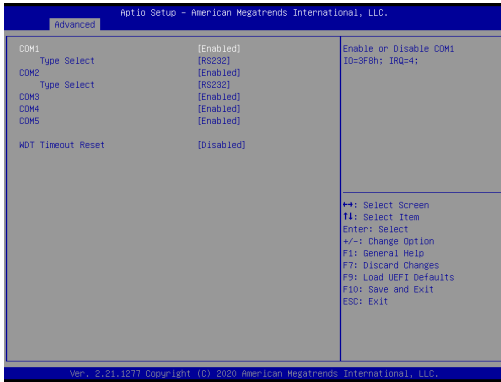 Aptio Setup – American Megatrends International, LLC.
Advanced
COM1 [Enabled]
Type Select [RS232]
COM2 [Enabled]
Type Select [RS232]
COM3 [Enabled]
COM4 [Enabled]
COM5 [Enabled]
WDT Timeout Reset [Disabled]
Enable or Disable COM1
IO=3F8h; IRQ=4;
↔: Select Screen
↑↓: Select Item
Enter: Select
+/-: Change Option
F1: General Help
F7: Discard Changes
F9: Load UEFI Defaults
F10: Save and Exit
ESC: Exit
Ver. 2.21.1277 Copyright (C) 2020 American Megatrends International, LLC.